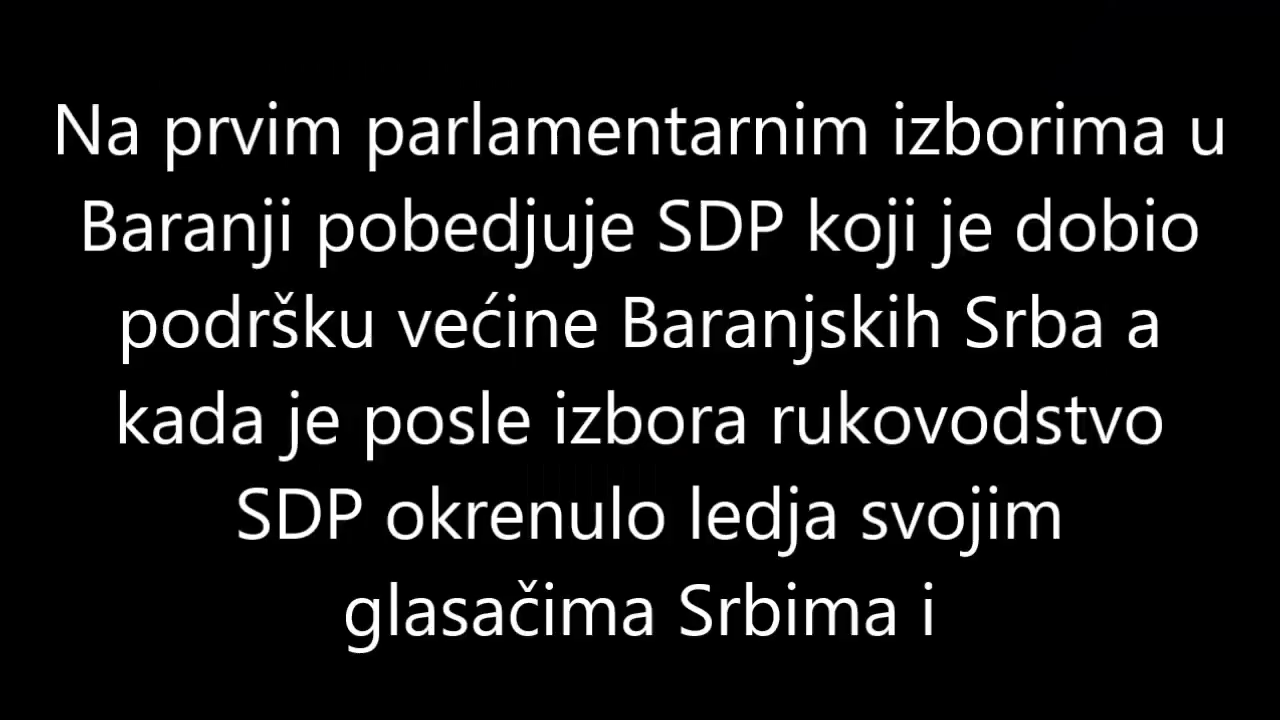 Na prvim parlamentarnim izborima u
Baranji pobedjuje SDP koji je dobio
podršku većine Baranjskih Srba a
kada je posle izbora rukovodstvo
SDP okrenulo ledja svojim
glasačima Srbima i